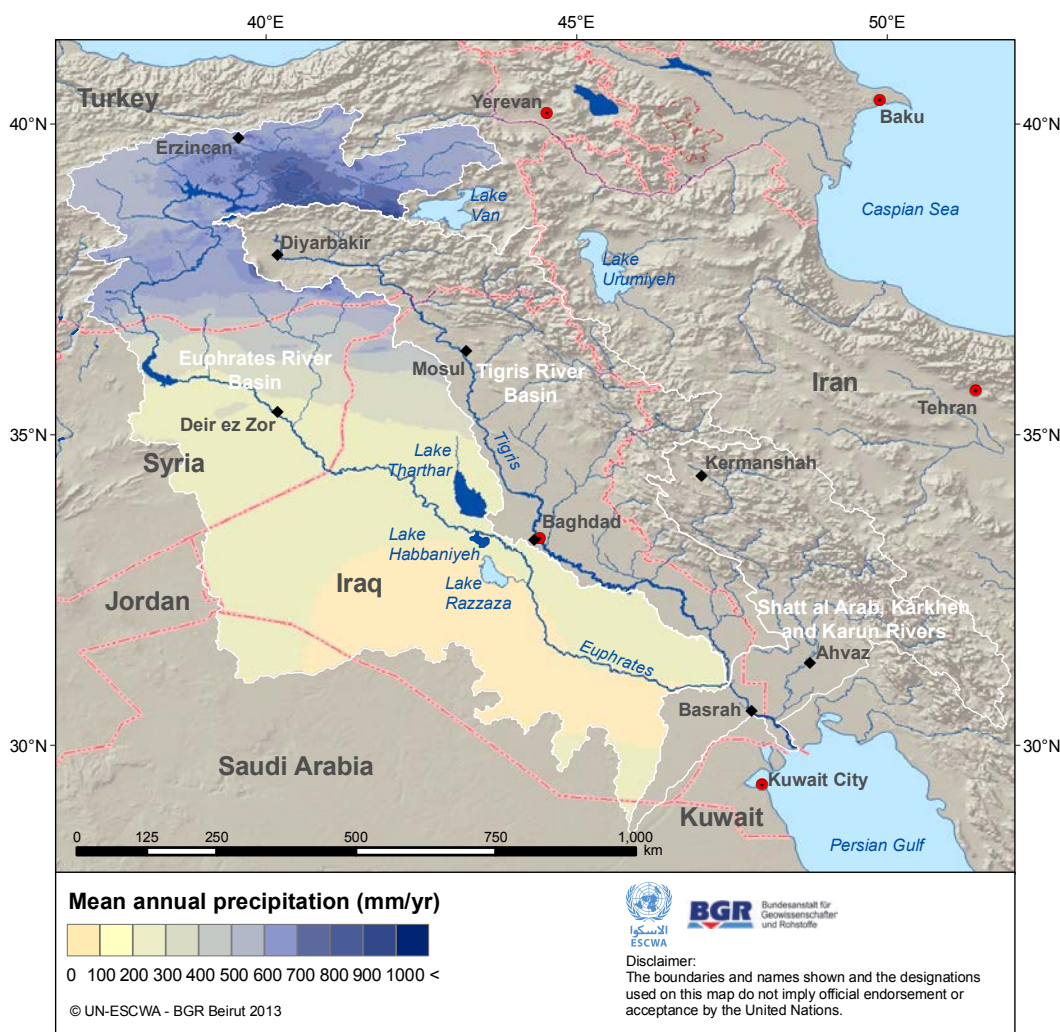 40°E 45°E 50°E
Turkey
Yerevan
Baku
40°N 40°N
Erzincan
Lake
Van
Caspian Sea
Diyarbakir
Lake
Urumiyeh
Euphrates River
Basin
Mosul
Tigris River
Basin
Iran
Tehran
Deir ez Zor
35°N 35°N
Tigris
Syria
Lake
Tharthar
Kermanshah
Baghdad
Lake
Habbaniyeh
Iraq
Lake
Razzaza
Jordan
Shatt al Arab, Karkheh
and Karun Rivers
Euphrates
Ahvaz
Basrah
30°N 30°N
Saudi Arabia
Kuwait City
Kuwait
Persian Gulf
0 125 250 500 750 1,000
km
Mean annual precipitation (mm/yr)
0 100 200 300 400 500 600 700 800 900 1000 <
© UN-ESCWA - BGR Beirut 2013
الاسكوا
ESCWA
BGR
Bundesanstalt für
Geowissenschaften
und Rohstoffe
Disclaimer:
The boundaries and names shown and the designations
used on this map do not imply official endorsement or
acceptance by the United Nations.